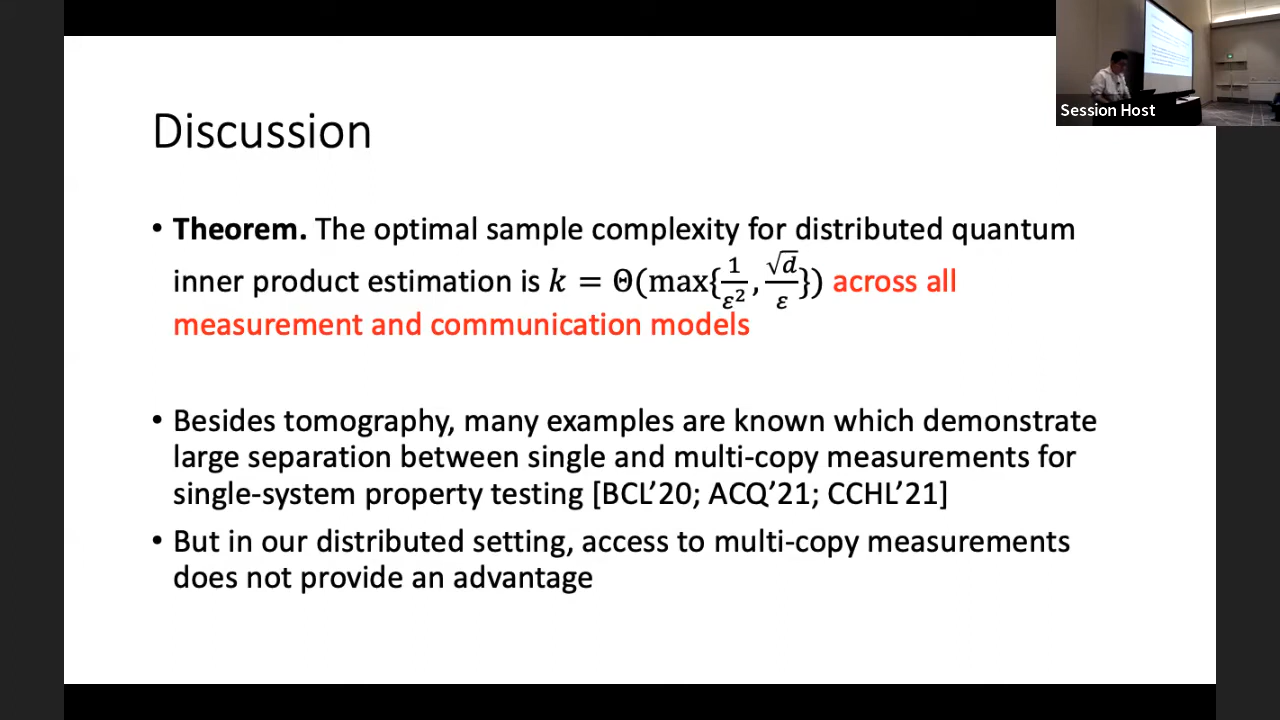 Session Host
Discussion
• Theorem. The optimal sample complexity for distributed quantum
inner product estimation is k = Θ(max{1/ε², √d/ε}) across all
measurement and communication models
• Besides tomography, many examples are known which demonstrate
large separation between single and multi-copy measurements for
single-system property testing [BCL’20; ACQ’21; CCHL’21]
• But in our distributed setting, access to multi-copy measurements
does not provide an advantage